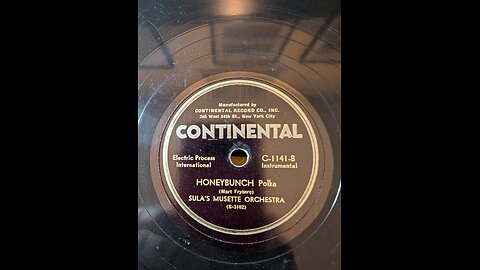 Manufactured by
CONTINENTAL RECORD CO., INC.
265 West 54th St., New York City
CONTINENTAL
Electric Process
International
C-1141-B
Instrumental
HONEYBUNCH Polka
(Mart Fryberg)
SULA'S MUSETTE ORCHESTRA
(S-3162)